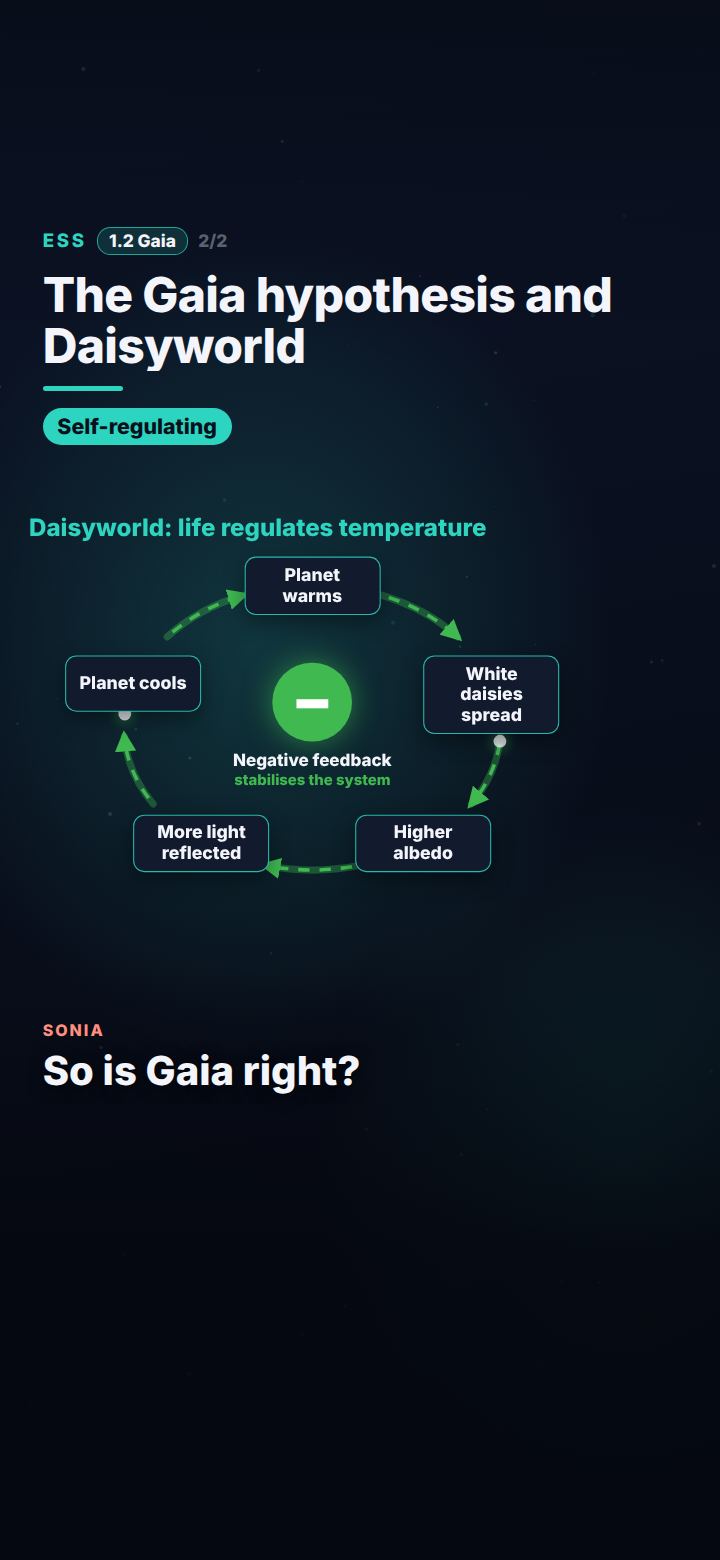 ESS 1.2 Gaia 2/2
The Gaia hypothesis and
Daisyworld
Self-regulating
Daisyworld: life regulates temperature
Planet
warms
White
daisies
spread
Higher
albedo
More light
reflected
Planet cools
Negative feedback
stabilises the system
SONIA
So is Gaia right?